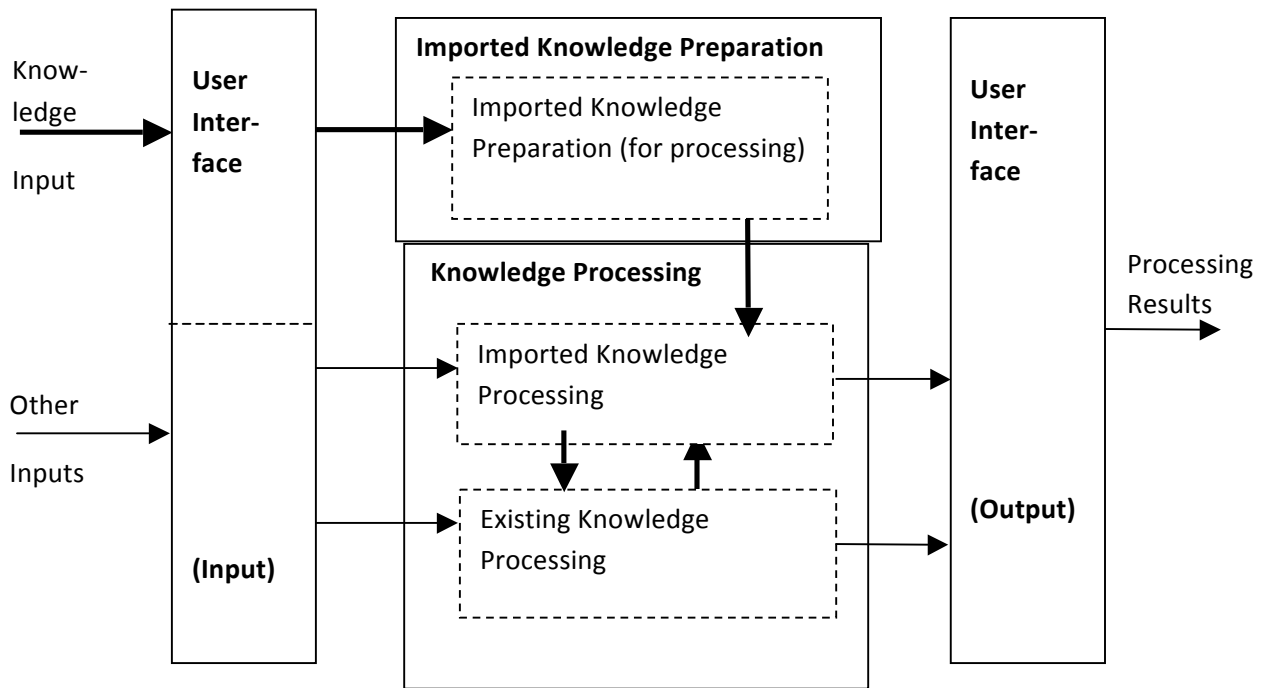 Know-
ledge
Input
Other
Inputs
User
Inter-
face
(Input)
Imported Knowledge Preparation
Imported Knowledge
Preparation (for processing)
Knowledge Processing
Imported Knowledge
Processing
Existing Knowledge
Processing
User
Inter-
face
(Output)
Processing
Results